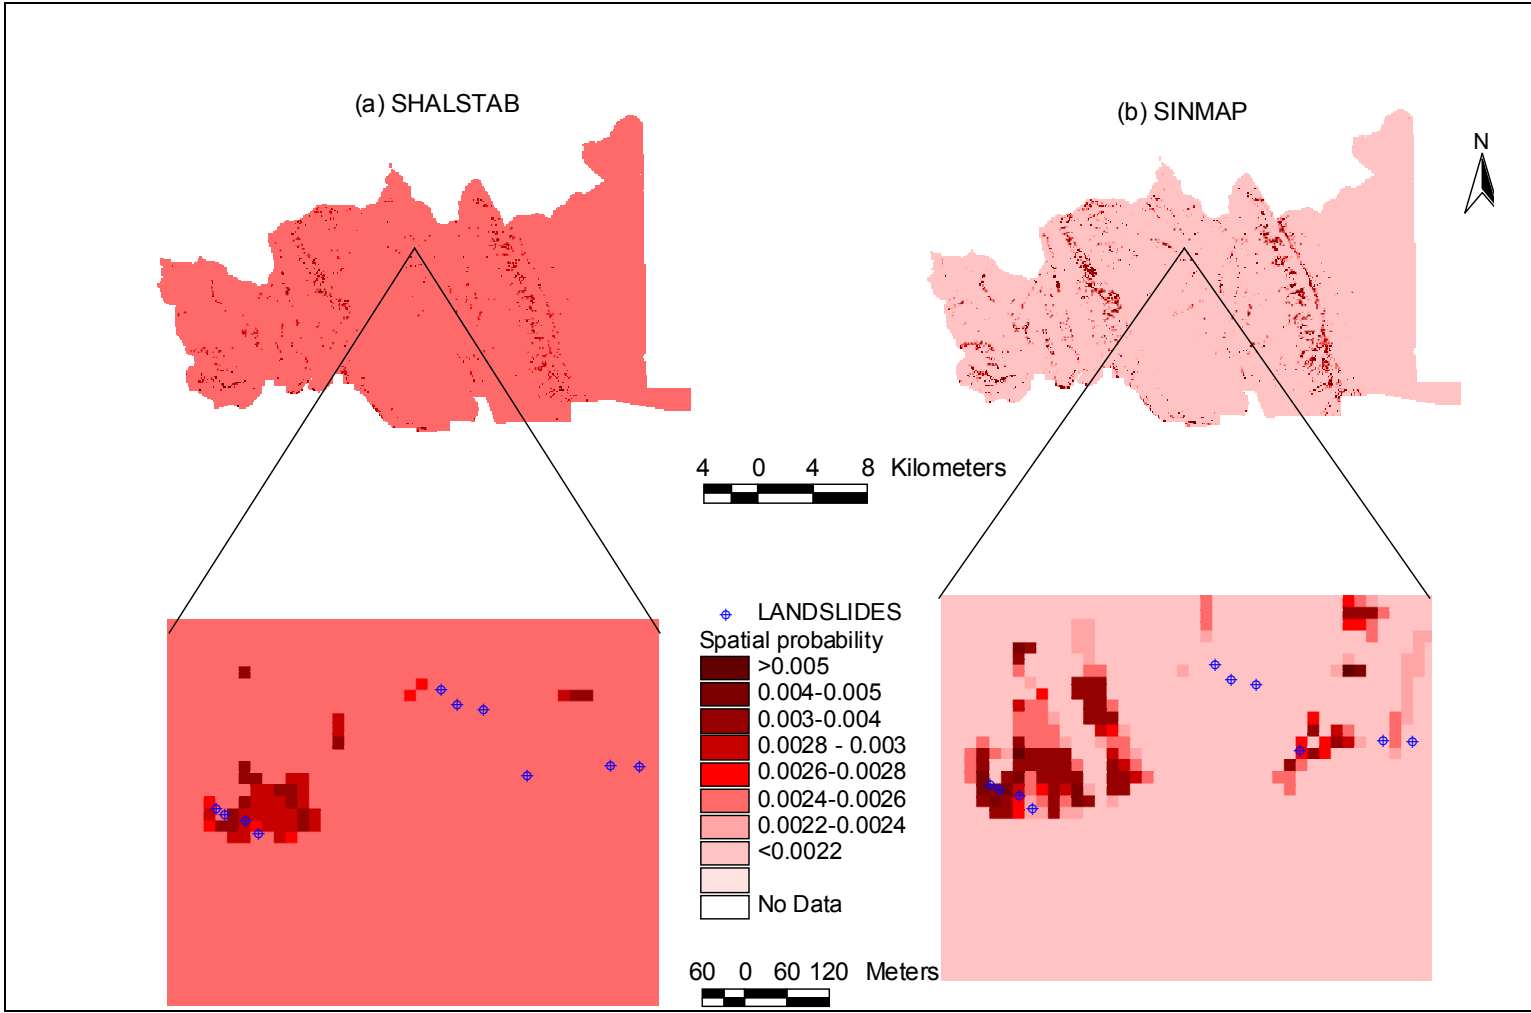 (a) SHALSTAB
(b) SINMAP
N
4 0 4 8 Kilometers
LANDSLIDES
Spatial probability
>0.005
0.004-0.005
0.003-0.004
0.0028 - 0.003
0.0026-0.0028
0.0024-0.0026
0.0022-0.0024
<0.0022
No Data
60 0 60 120 Meters